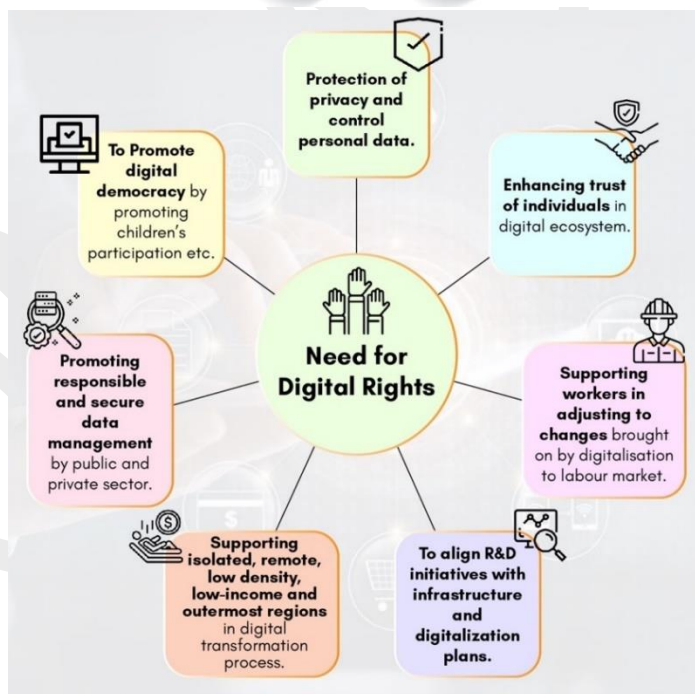 Protection of
privacy and
control
personal data.
To Promote
digital
democracy by
promoting
children's
participation etc.
Enhancing trust
of individuals in
digital ecosystem.
Need for
Digital Rights
Promoting
responsible
and secure
data
management
by public and
private sector.
Supporting
workers in
adjusting to
changes brought
on by digitalisation
to labour market.
Supporting
isolated, remote,
low density,
low-income and
outermost regions
in digital
transformation
process.
To align R&D
initiatives with
infrastructure
and
digitalization
plans.